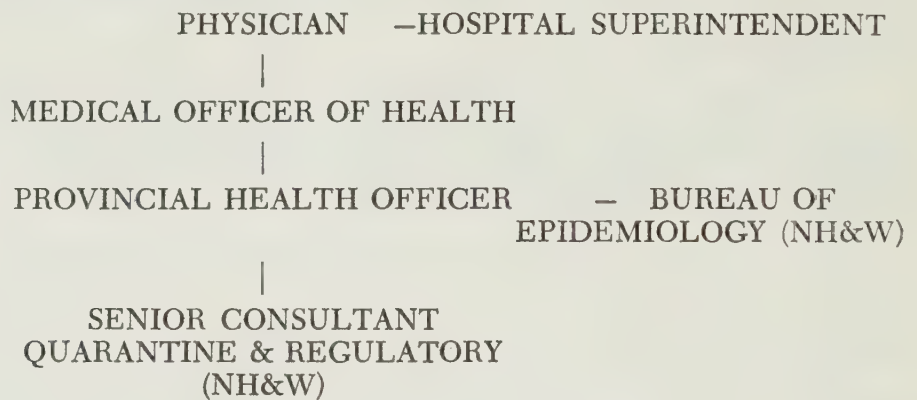 PHYSICIAN —HOSPITAL SUPERINTENDENT
MEDICAL OFFICER OF HEALTH
PROVINCIAL HEALTH OFFICER — BUREAU OF
EPIDEMIOLOGY (NH&W)
SENIOR CONSULTANT
QUARANTINE & REGULATORY
(NH&W)